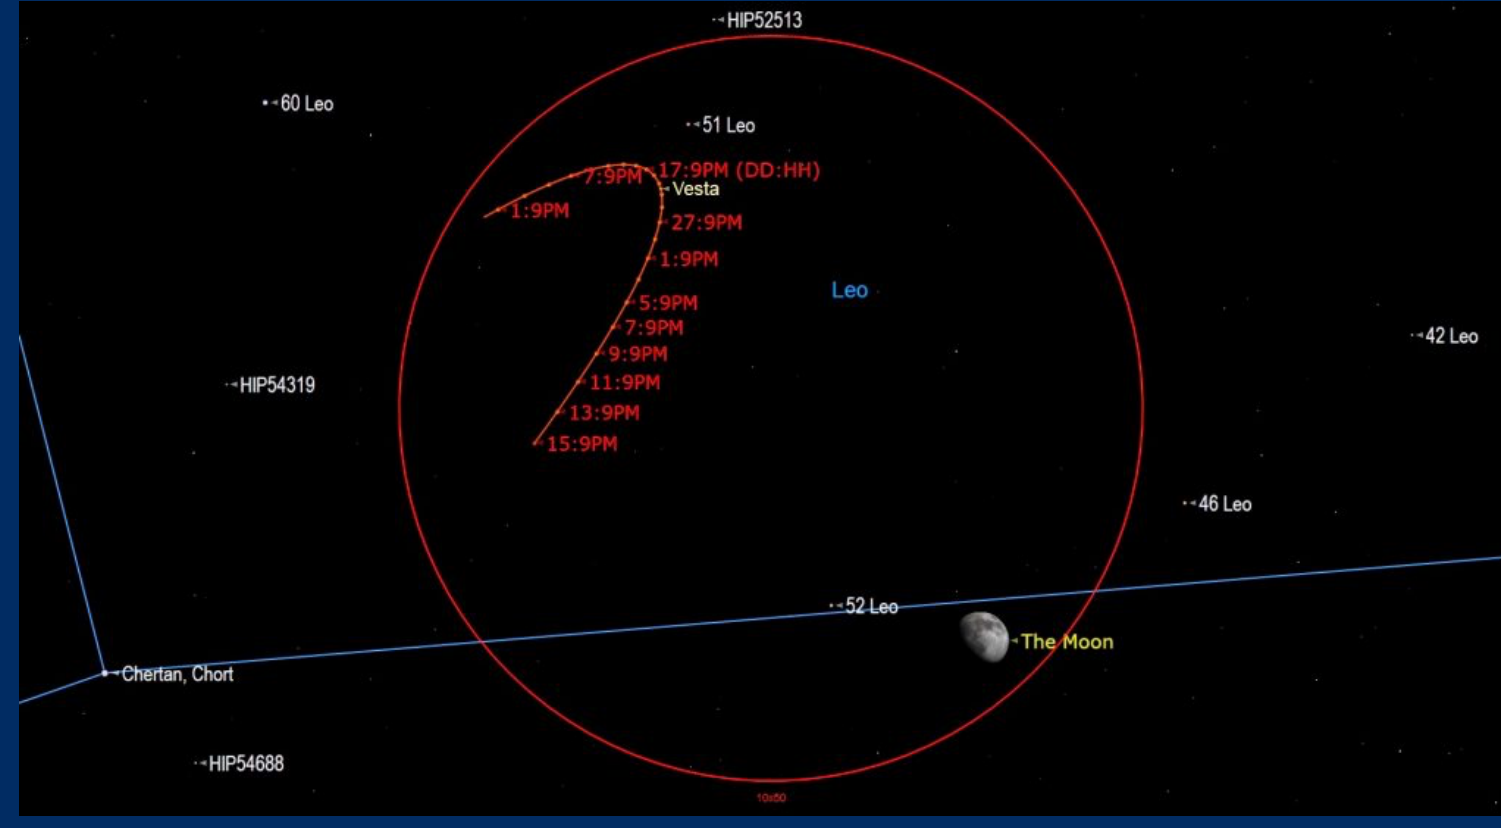 HIP52513
60 Leo
51 Leo
17:9PM (DD:HH)
7:9PM
Vesta
1:9PM
27:9PM
1:9PM
Leo
5:9PM
7:9PM
42 Leo
9:9PM
HIP54319
11:9PM
13:9PM
15:9PM
46 Leo
52 Leo
The Moon
Chertan, Chort
HIP54688
10x50